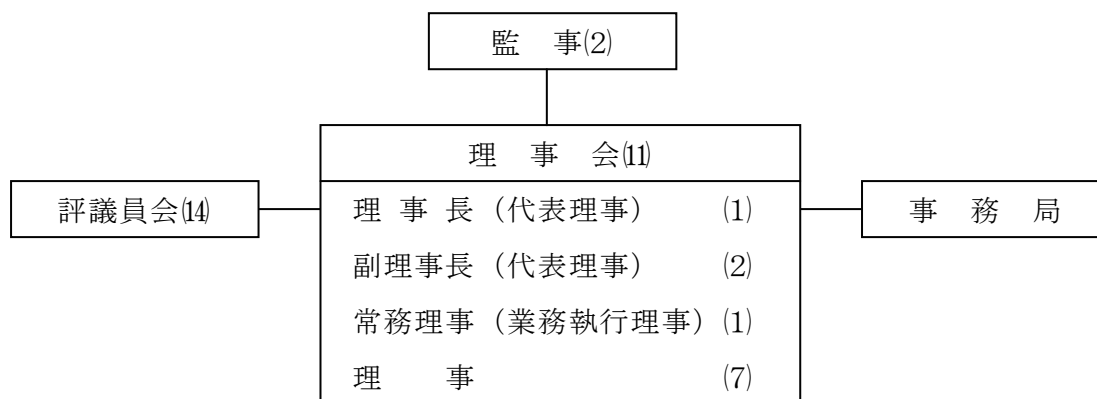 監　事⑵
理　事　会⑾
評議員会⒁
理 事 長（代表理事）　⑴
副理事長（代表理事）　⑵
常務理事（業務執行理事）⑴
理　　事　⑺
事　務　局